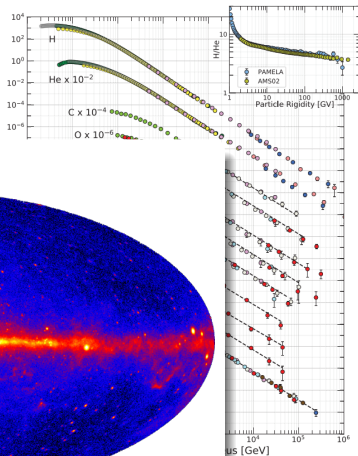 10⁴
H
10²
10⁰
He x 10⁻²
10⁻²
C x 10⁻⁴
10⁻⁴
O x 10⁻⁶
10⁻⁶
H/He
10
PAMELA
AMS02
1
1 10 100 1000
Particle Rigidity [GV]
10⁴ 10⁵ 10⁶
us [GeV]